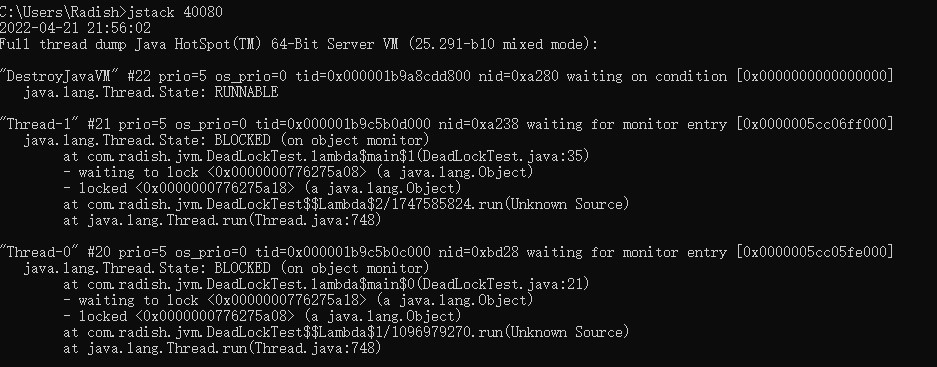 C:\Users\Radish>jstack 40080
2022-04-21 21:56:02
Full thread dump Java HotSpot(TM) 64-Bit Server VM (25.291-b10 mixed mode):
"DestroyJavaVM" #22 prio=5 os_prio=0 tid=0x000001b9a8cdd800 nid=0xa280 waiting on condition [0x0000000000000000]
java.lang.Thread.State: RUNNABLE
"Thread-1" #21 prio=5 os_prio=0 tid=0x000001b9c5b0d000 nid=0xa238 waiting for monitor entry [0x0000005cc06ff000]
java.lang.Thread.State: BLOCKED (on object monitor)
at com.radish.jvm.DeadLockTest.lambda$main$1(DeadLockTest.java:35)
- waiting to lock <0x0000000776275a08> (a java.lang.Object)
- locked <0x0000000776275a18> (a java.lang.Object)
at com.radish.jvm.DeadLockTest$$Lambda$2/1747585824.run(Unknown Source)
at java.lang.Thread.run(Thread.java:748)
"Thread-0" #20 prio=5 os_prio=0 tid=0x000001b9c5b0c000 nid=0xbd28 waiting for monitor entry [0x0000005cc05fe000]
java.lang.Thread.State: BLOCKED (on object monitor)
at com.radish.jvm.DeadLockTest.lambda$main$0(DeadLockTest.java:21)
- waiting to lock <0x0000000776275a18> (a java.lang.Object)
- locked <0x0000000776275a08> (a java.lang.Object)
at com.radish.jvm.DeadLockTest$$Lambda$1/1096979270.run(Unknown Source)
at java.lang.Thread.run(Thread.java:748)